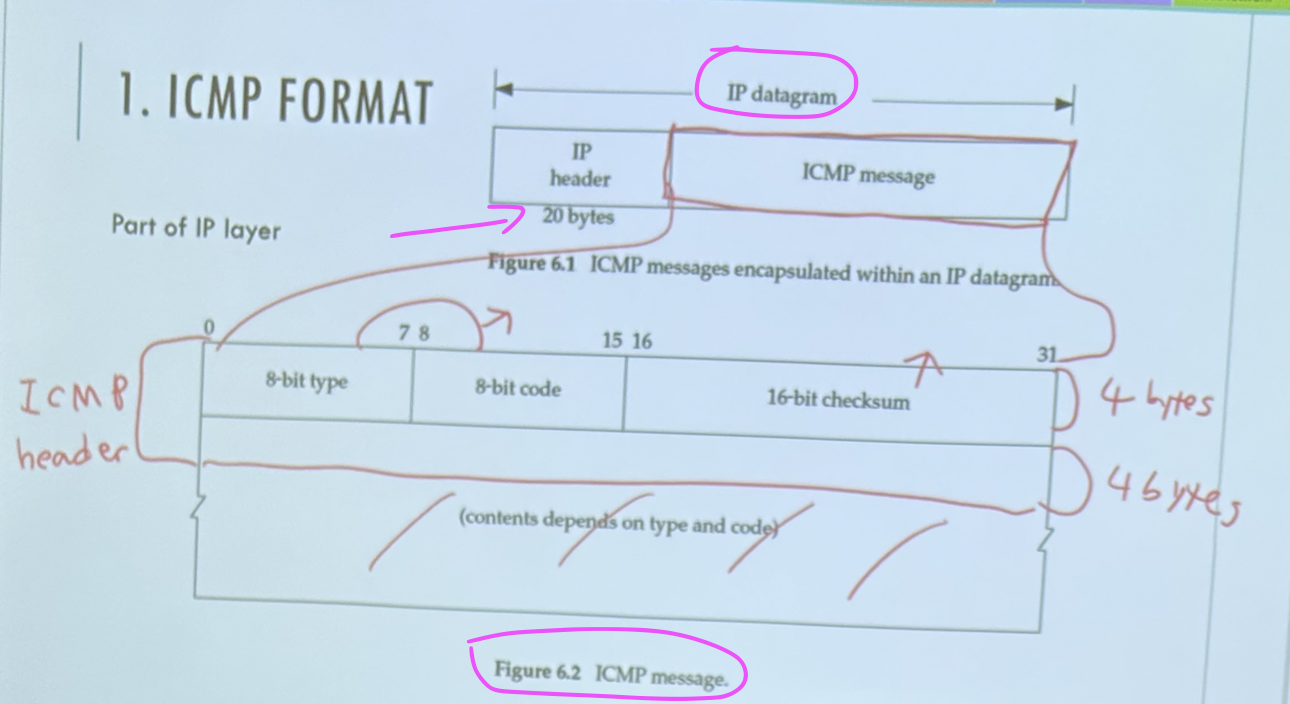 1. ICMP FORMAT
IP datagram
IP
header
ICMP message
20 bytes
Part of IP layer
Figure 6.1 ICMP messages encapsulated within an IP datagram.
0
7 8
15 16
31
8-bit type
8-bit code
16-bit checksum
4 bytes
ICMP
header
4 bytes
(contents depends on type and code)
Figure 6.2 ICMP message.